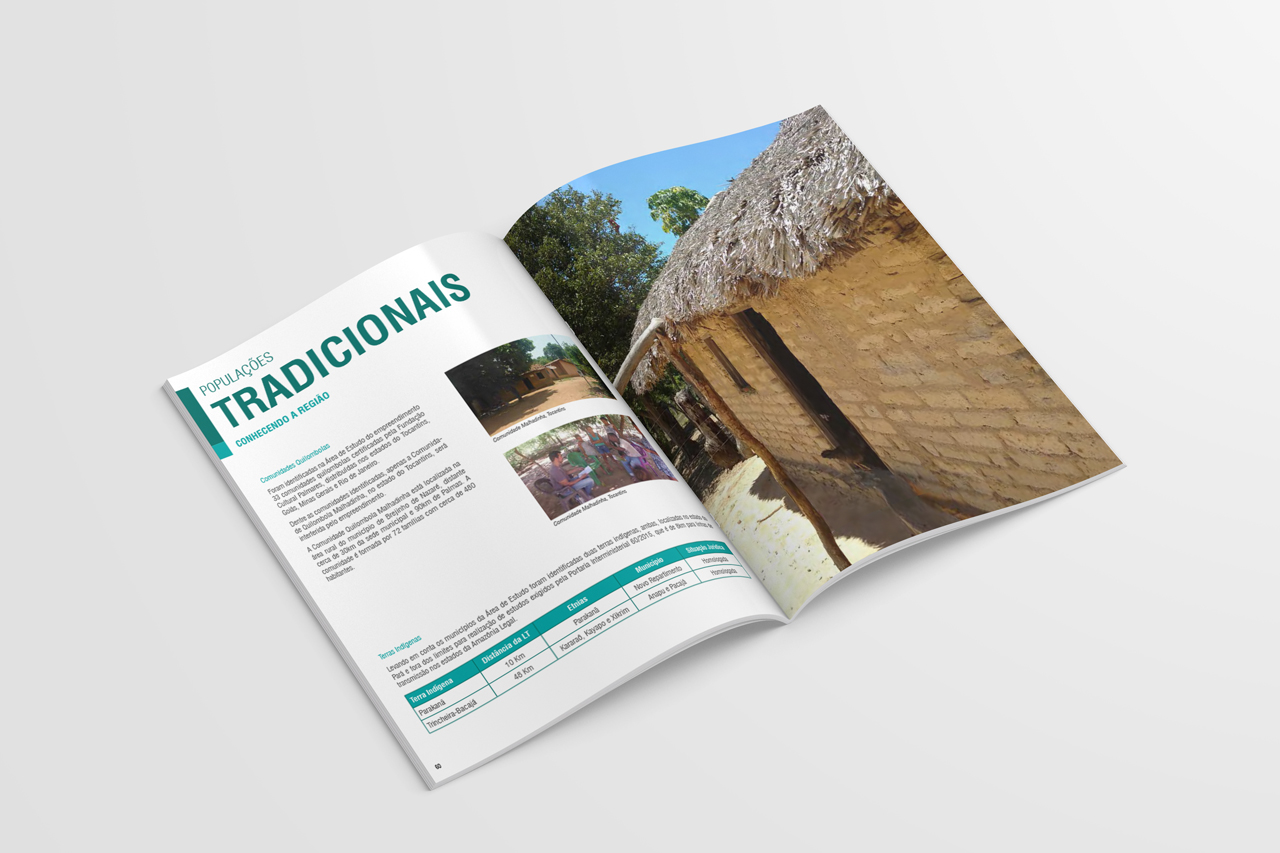 POPULAÇÕES
TRADICIONAIS
CONHECENDO A REGIÃO
Comunidades Quilombolas
Foram identificadas na Área de Estudo do empreendimento
33 comunidades quilombolas certificadas pela Fundação
Cultural Palmares, distribuídas nos estados do Tocantins,
Goiás, Minas Gerais e Rio de Janeiro.
Dentre as comunidades identificadas, apenas a Comunida-
de Quilombola Malhadinha, no estado do Tocantins, será
interferida pelo empreendimento.
A Comunidade Quilombola Malhadinha está localizada na
área rural do município de Brejinho de Nazaré, distante
cerca de 30km da sede municipal e 90km de Palmas. A
comunidade é formada por 72 famílias com cerca de 480
habitantes.
Comunidade Malhadinha, Tocantins
Comunidade Malhadinha, Tocantins
Terras Indígenas
Levando em conta os municípios da Área de Estudo foram identificadas duas terras indígenas, ambas, localizadas no estado do
Pará e fora dos limites para realização de estudos exigidos pela Portaria Interministerial 60/2015, que é de 8km para linhas de
transmissão nos estados da Amazônia Legal.
Terra Indígena Distância da LT Etnias Município Situação Jurídica
Parakanã 10 Km Parakanã Novo Repartimento Homologada
Trincheira-Bacajá 48 Km Kararaô, Kayapo e Xikrim Anapu e Pacajá Homologada
60